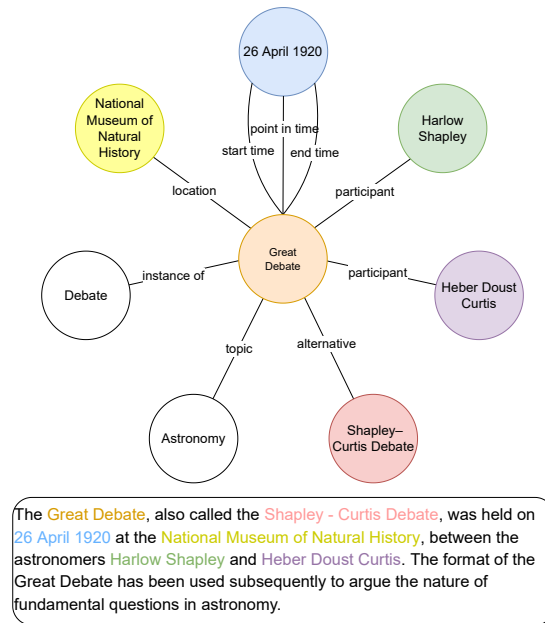 26 April 1920
National
Museum of
Natural
History
Harlow
Shapley
point in time
start time
end time
location
participant
Great
Debate
instance of
participant
Debate
Heber Doust
Curtis
topic
alternative
Astronomy
Shapley–
Curtis Debate
The Great Debate, also called the Shapley - Curtis Debate, was held on
26 April 1920 at the National Museum of Natural History, between the
astronomers Harlow Shapley and Heber Doust Curtis. The format of the
Great Debate has been used subsequently to argue the nature of
fundamental questions in astronomy.